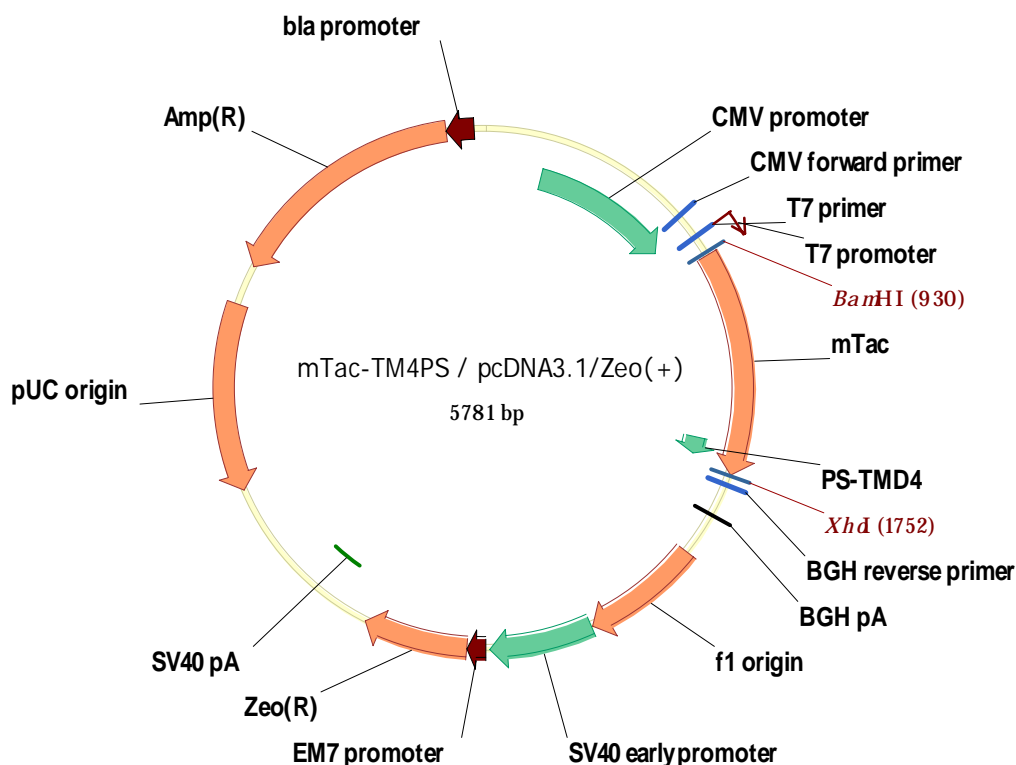 bla promoter
Amp(R)
CMV promoter
CMV forward primer
T7 primer
T7 promoter
BamHI (930)
mTac
mTac-TM4PS / pcDNA3.1/Zeo(+)
5781 bp
pUC origin
PS-TMD4
XhoI (1752)
BGH reverse primer
BGH pA
SV40 pA
f1 origin
Zeo(R)
EM7 promoter
SV40 early promoter